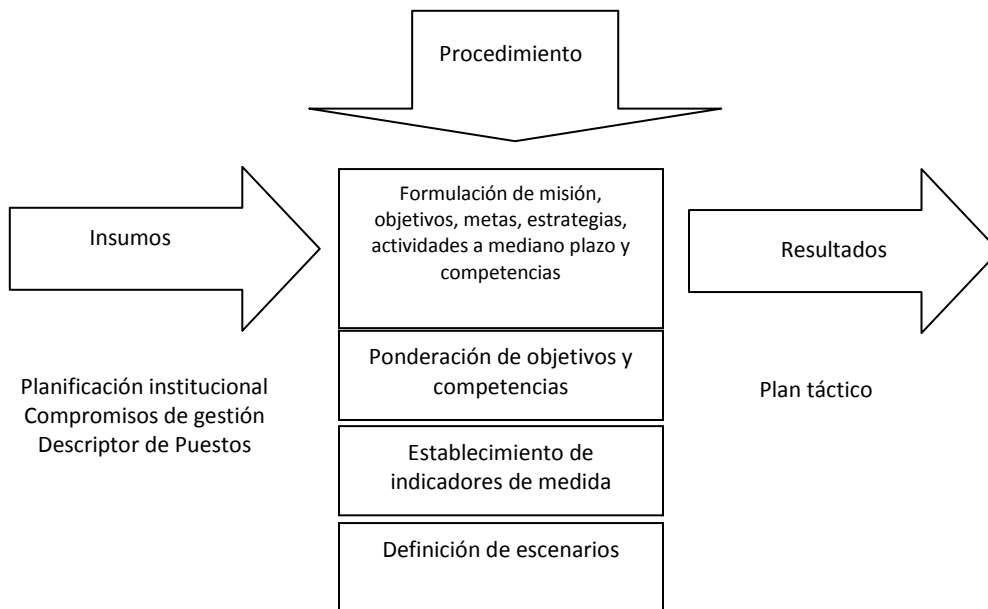 Procedimiento
Insumos
Planificación institucional
Compromisos de gestión
Descriptor de Puestos
Formulación de misión,
objetivos, metas, estrategias,
actividades a mediano plazo y
competencias
Ponderación de objetivos y
competencias
Establecimiento de
indicadores de medida
Definición de escenarios
Resultados
Plan táctico